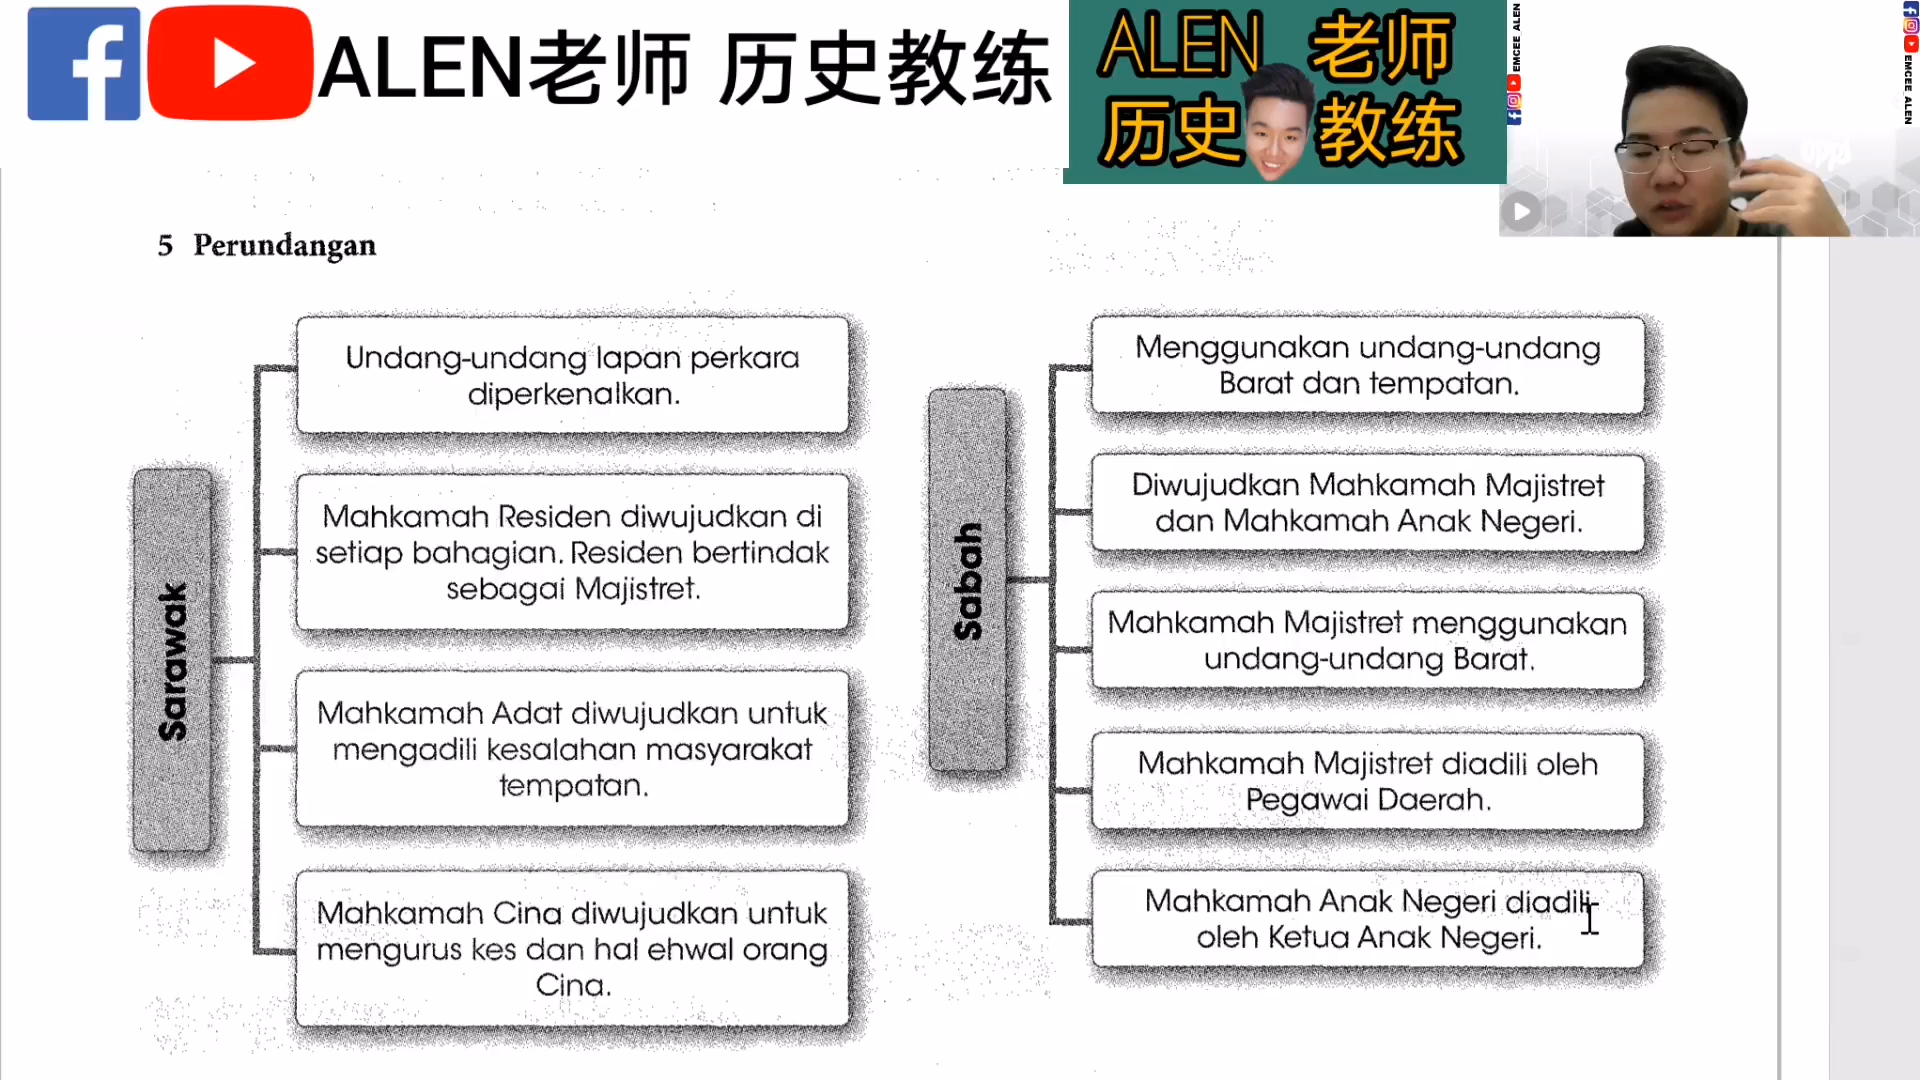 ALEN老师 历史教练
ALEN 老师
历史 教练
EMCEE ALEN
EMCEE ALEN
5 Perundangan
Sarawak
Undang-undang lapan perkara
diperkenalkan.
Mahkamah Residen diwujudkan di
setiap bahagian. Residen bertindak
sebagai Majistret.
Mahkamah Adat diwujudkan untuk
mengadili kesalahan masyarakat
tempatan.
Mahkamah Cina diwujudkan untuk
mengurus kes dan hal ehwal orang
Cina.
Sabah
Menggunakan undang-undang
Barat dan tempatan.
Diwujudkan Mahkamah Majistret
dan Mahkamah Anak Negeri.
Mahkamah Majistret menggunakan
undang-undang Barat.
Mahkamah Majistret diadili oleh
Pegawai Daerah.
Mahkamah Anak Negeri diadili
oleh Ketua Anak Negeri.